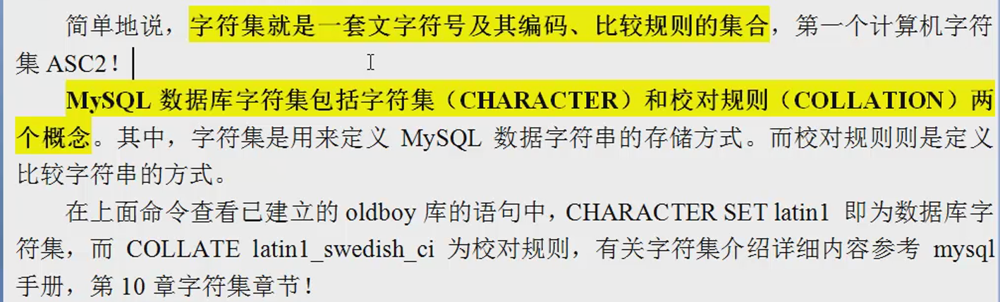 简单地说，字符集就是一套文字符号及其编码、比较规则的集合，第一个计算机字符
集 ASC2！
MySQL 数据库字符集包括字符集（CHARACTER）和校对规则（COLLATION）两
个概念。其中，字符集是用来定义 MySQL 数据字符串的存储方式。而校对规则则是定义
比较字符串的方式。
在上面命令查看已建立的 oldboy 库的语句中，CHARACTER SET latin1 即为数据库字
符集，而 COLLATE latin1_swedish_ci 为校对规则，有关字符集介绍详细内容参考 mysql
手册，第 10 章字符集章节！